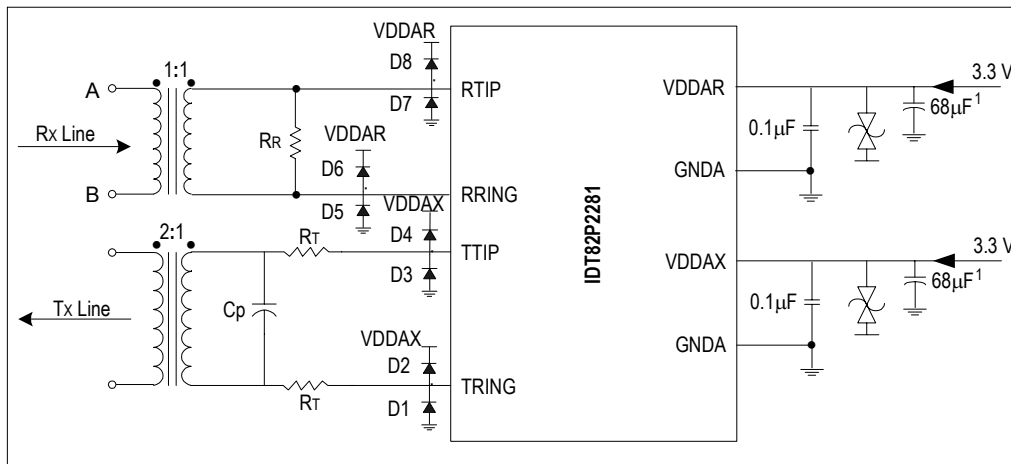 VDDAR
D8
1:1
A
RTIP
D7
Rx Line
RR
VDDAR
D6
B
RRING
D5
VDDAX
2:1
RT
D4
TTIP
D3
Tx Line
Cp
VDDAX
D2
TRING
RT
D1
IDT82P2281
VDDAR
3.3 V
0.1μF
68μF1
GNDA
VDDAX
3.3 V
0.1μF
68μF1
GNDA